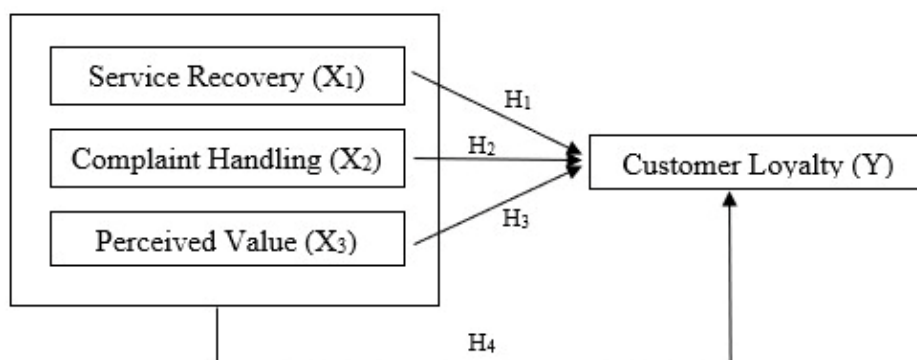 Service Recovery (X₁)
H₁
Complaint Handling (X₂)
H₂
Customer Loyalty (Y)
Perceived Value (X₃)
H₃
H₄